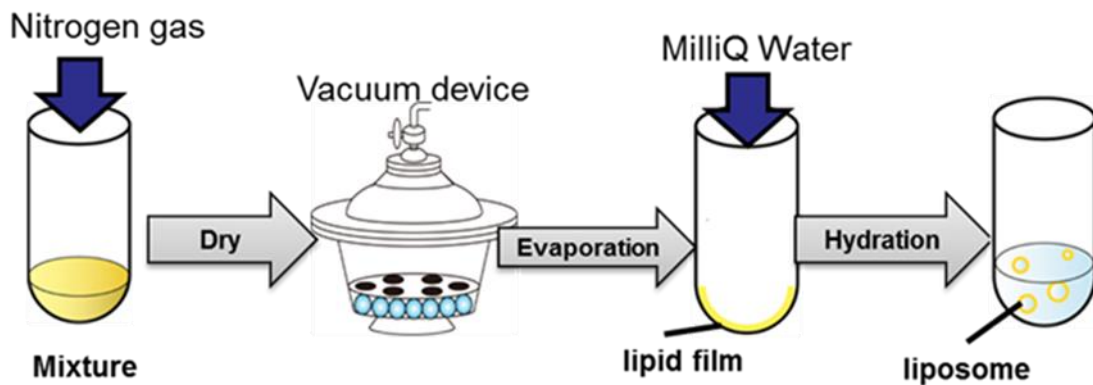 Nitrogen gas
Vacuum device
MilliQ Water
Dry
Evaporation
Hydration
Mixture
lipid film
liposome